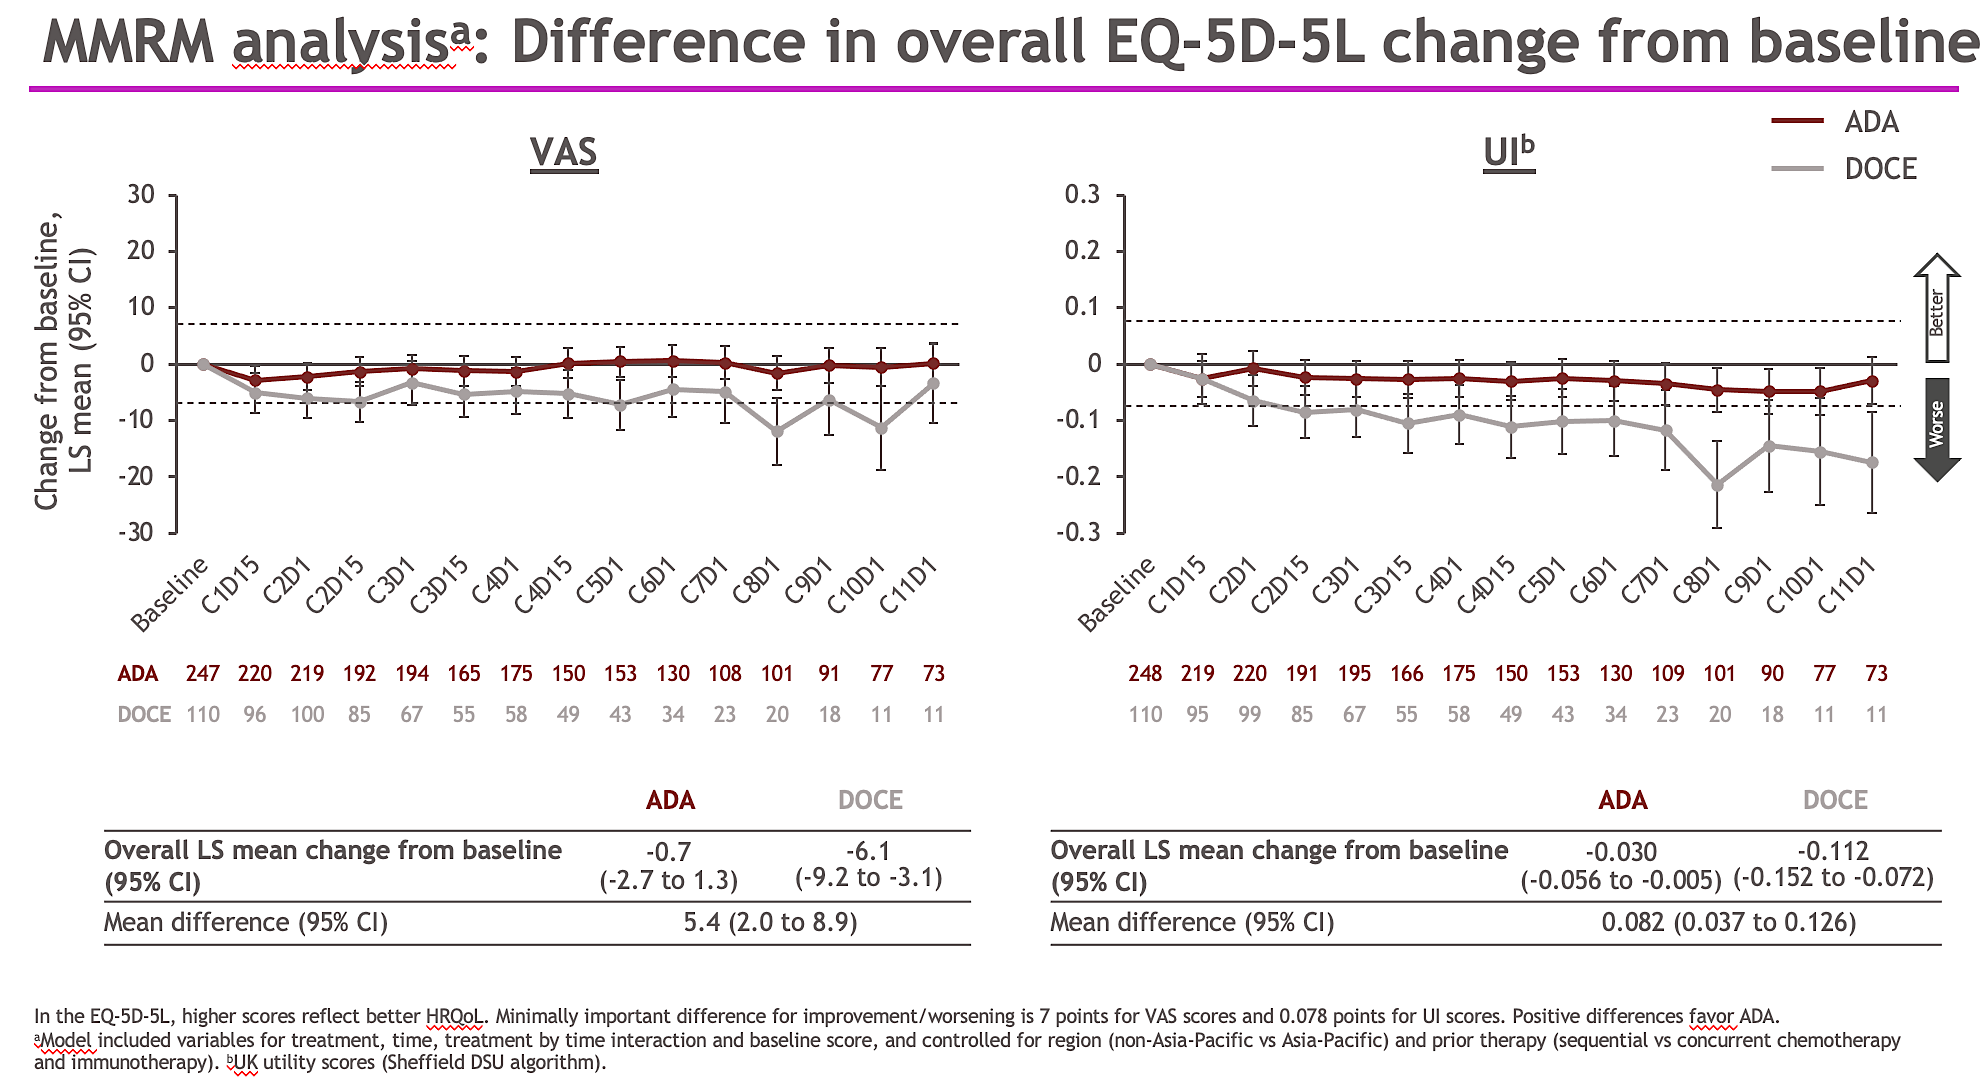 MMRM analysisᵃ: Difference in overall EQ-5D-5L change from baseline
ADA
DOCE
VAS
Change from baseline,
LS mean (95% CI)
30
20
10
0
-10
-20
-30
Baseline C1D15 C2D1 C2D15 C3D1 C3D15 C4D1 C4D15 C5D1 C6D1 C7D1 C8D1 C9D1 C10D1 C11D1
ADA 247 220 219 192 194 165 175 150 153 130 108 101 91 77 73
DOCE 110 96 100 85 67 55 58 49 43 34 23 20 18 11 11
UIᵇ
0.3
0.2
0.1
0
-0.1
-0.2
-0.3
Better
Worse
Baseline C1D15 C2D1 C2D15 C3D1 C3D15 C4D1 C4D15 C5D1 C6D1 C7D1 C8D1 C9D1 C10D1 C11D1
248 219 220 191 195 166 175 150 153 130 109 101 90 77 73
110 95 99 85 67 55 58 49 43 34 23 20 18 11 11
ADA DOCE
Overall LS mean change from baseline -0.7 -6.1
(95% CI) (-2.7 to 1.3) (-9.2 to -3.1)
Mean difference (95% CI) 5.4 (2.0 to 8.9)
ADA DOCE
Overall LS mean change from baseline -0.030 -0.112
(95% CI) (-0.056 to -0.005) (-0.152 to -0.072)
Mean difference (95% CI) 0.082 (0.037 to 0.126)
In the EQ-5D-5L, higher scores reflect better HRQoL. Minimally important difference for improvement/worsening is 7 points for VAS scores and 0.078 points for UI scores. Positive differences favor ADA.
ᵃModel included variables for treatment, time, treatment by time interaction and baseline score, and controlled for region (non-Asia-Pacific vs Asia-Pacific) and prior therapy (sequential vs concurrent chemotherapy
and immunotherapy). ᵇUK utility scores (Sheffield DSU algorithm).